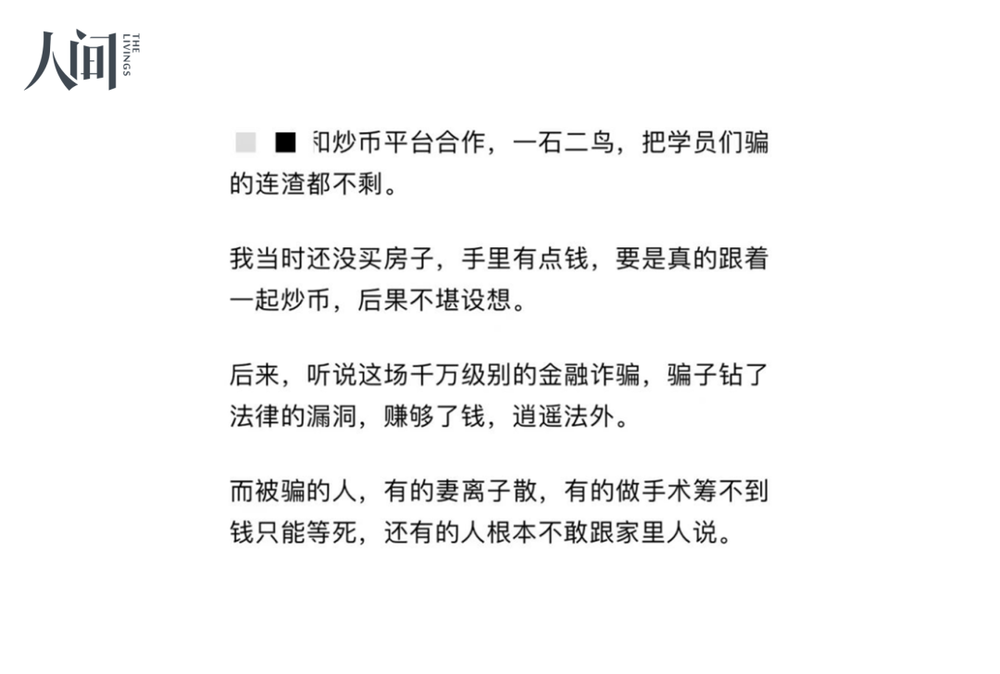 人间
THE LIVINGS
和炒币平台合作，一石二鸟，把学员们骗
的连渣都不剩。
我当时还没买房子，手里有点钱，要是真的跟着
一起炒币，后果不堪设想。
后来，听说这场千万级别的金融诈骗，骗子钻了
法律的漏洞，赚够了钱，逍遥法外。
而被骗的人，有的妻离子散，有的做手术筹不到
钱只能等死，还有的人根本不敢跟家里人说。